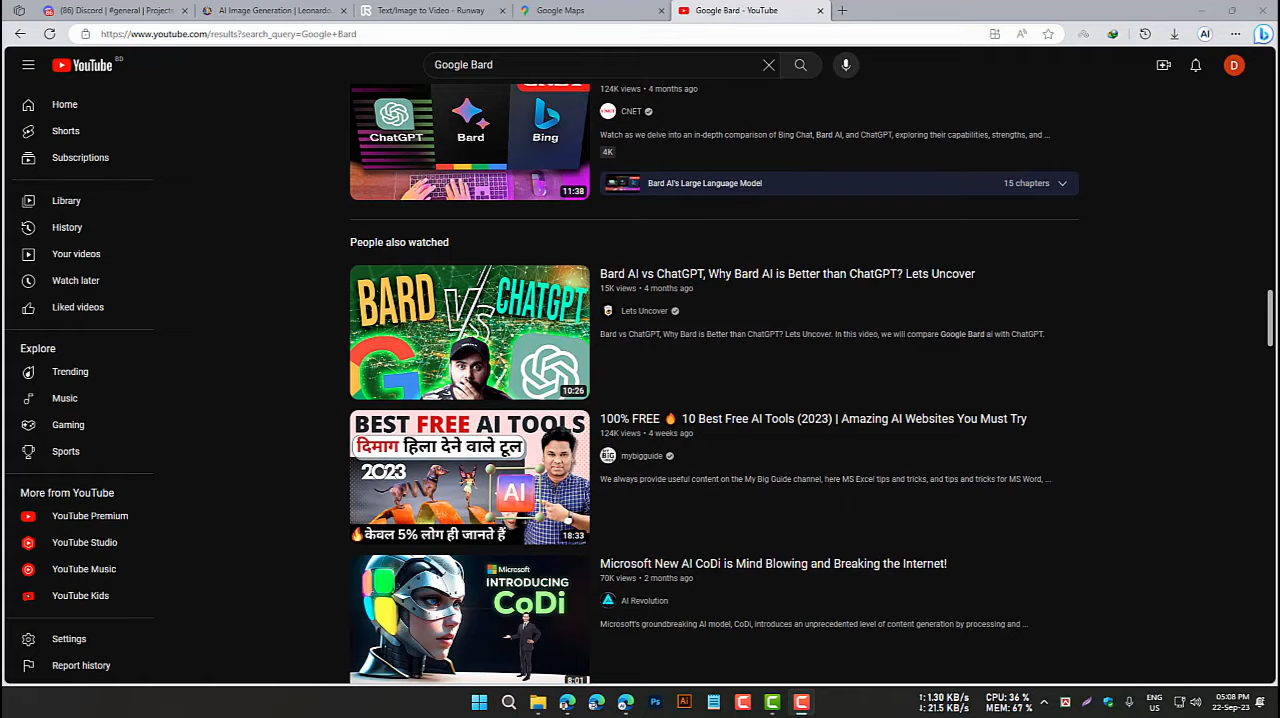 (86) Discord | #general | Projects
AI Image Generation | Leonardo.
Text/Image to Video - Runway
Google Maps
Google Bard - YouTube
https://www.youtube.com/results?search_query=Google+Bard
YouTube BD
Google Bard
D
Home
Shorts
Subscriptions
Library
History
Your videos
Watch later
Liked videos
Explore
Trending
Music
Gaming
Sports
More from YouTube
YouTube Premium
YouTube Studio
YouTube Music
YouTube Kids
Settings
Report history
ChatGPT
Bard
Bing
11:38
124K views • 4 months ago
CNET
Watch as we delve into an in-depth comparison of Bing Chat, Bard AI, and ChatGPT, exploring their capabilities, strengths, and ...
4K
Bard AI's Large Language Model
15 chapters
People also watched
BARD VS CHATGPT
10:26
Bard AI vs ChatGPT, Why Bard AI is Better than ChatGPT? Lets Uncover
15K views • 4 months ago
Lets Uncover
Bard vs ChatGPT, Why Bard is Better than ChatGPT? Lets Uncover. In this video, we will compare Google Bard ai with ChatGPT.
BEST FREE AI TOOLS
दिमाग हिला देने वाले टूल
2023
AI
🔥केवल 5% लोग ही जानते हैं
18:33
100% FREE 🔥 10 Best Free AI Tools (2023) | Amazing AI Websites You Must Try
124K views • 4 weeks ago
mybigguide
We always provide useful content on the My Big Guide channel, here MS Excel tips and tricks, and tips and tricks for MS Word, ...
Microsoft
INTRODUCING
CoDi
8:01
Microsoft New AI CoDi is Mind Blowing and Breaking the Internet!
70K views • 2 months ago
AI Revolution
Microsoft's groundbreaking AI model, CoDi, introduces an unprecedented level of content generation by processing and ...
Ps
Ai
1.30 KB/s
21.5 KB/s
CPU: 36 %
MEM: 67 %
ENG
US
05:08 PM
22-Sep-23